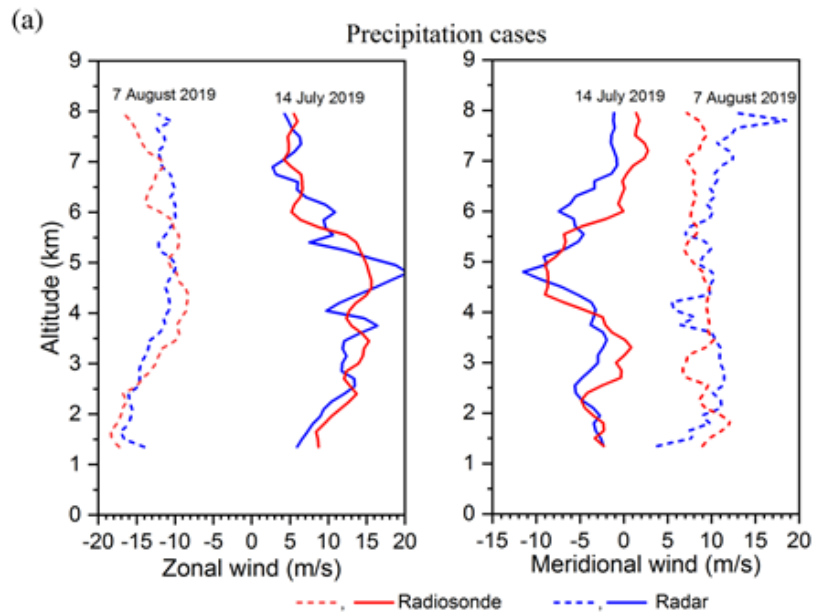 (a)
Precipitation cases
9
8
7
6
5
4
3
2
1
0
Altitude (km)
7 August 2019
14 July 2019
-20 -15 -10 -5 0 5 10 15 20
Zonal wind (m/s)
9
8
7
6
5
4
3
2
1
0
14 July 2019
7 August 2019
-15 -10 -5 0 5 10 15 20
Meridional wind (m/s)
, Radiosonde , Radar